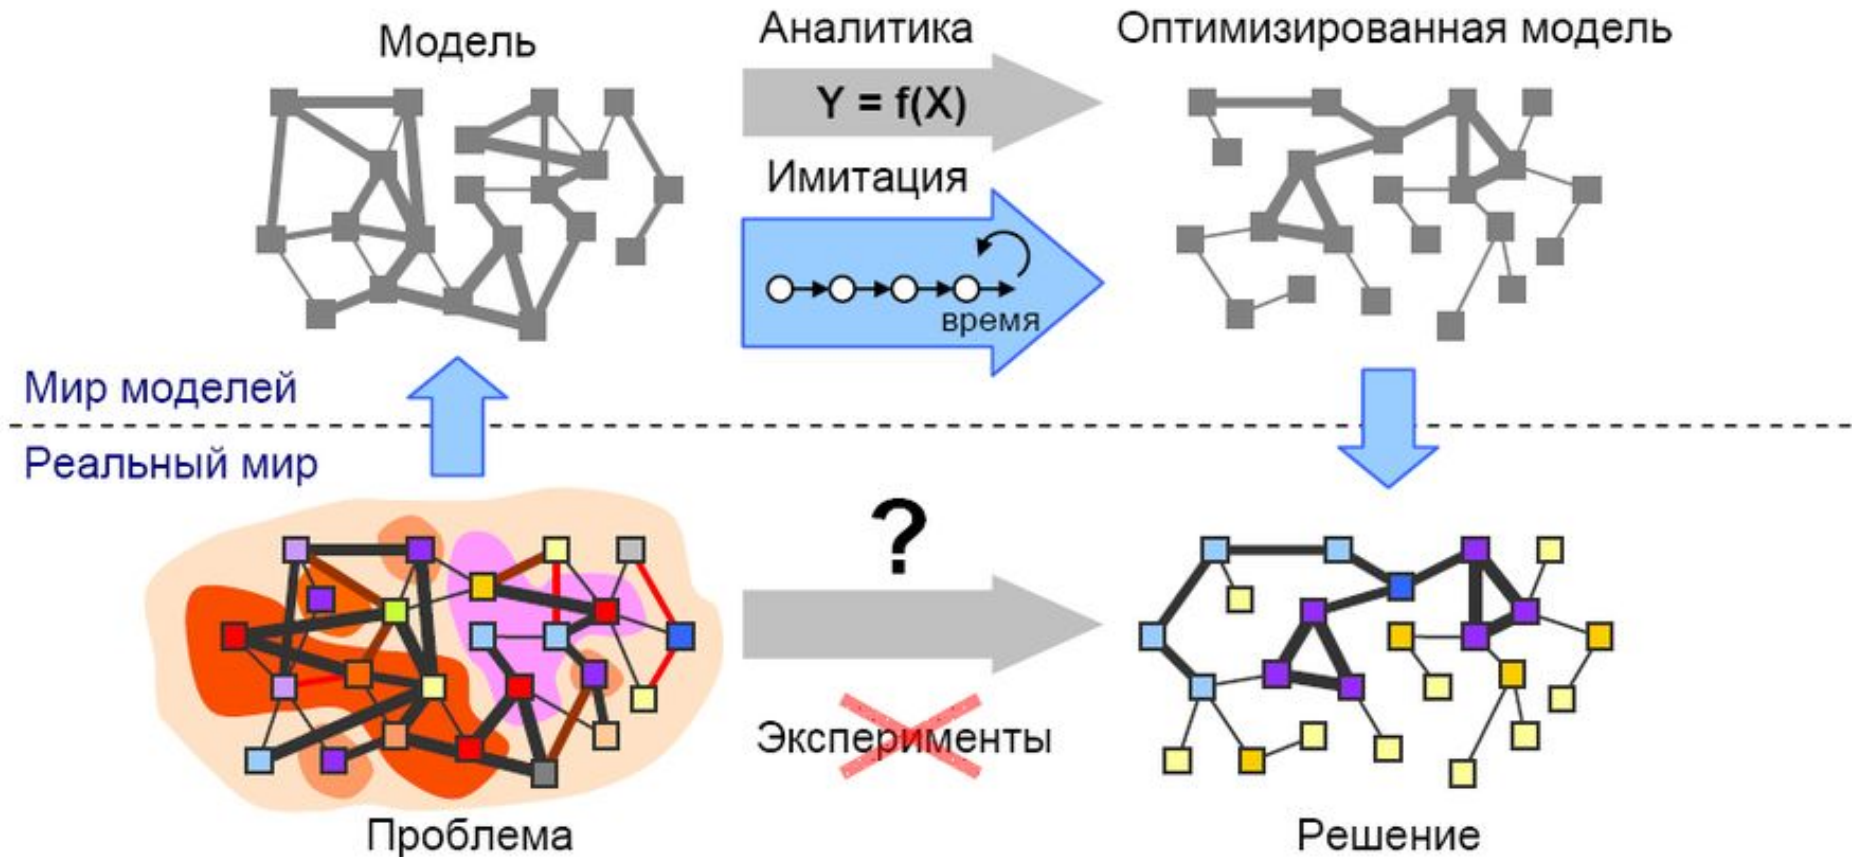 Модель
Аналитика
Оптимизированная модель
Y = f(X)
Имитация
время
Мир моделей
Реальный мир
?
Эксперименты
Проблема
Решение